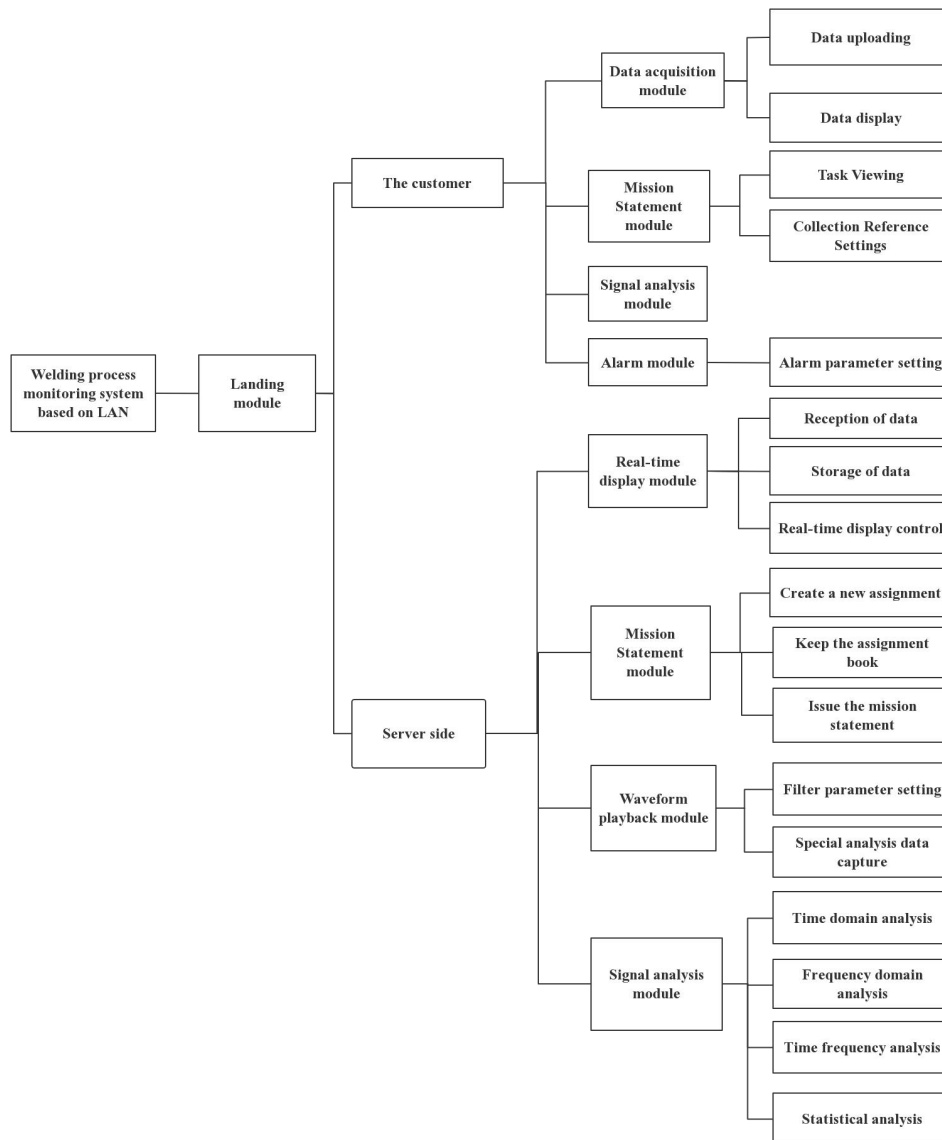 Welding process
monitoring system
based on LAN
Landing
module
The customer
Data acquisition
module
Data uploading
Data display
Mission
Statement
module
Task Viewing
Collection Reference
Settings
Signal analysis
module
Alarm module
Alarm parameter setting
Server side
Real-time
display module
Reception of data
Storage of data
Real-time display control
Mission
Statement
module
Create a new assignment
Keep the assignment
book
Issue the mission
statement
Waveform
playback module
Filter parameter setting
Special analysis data
capture
Signal analysis
module
Time domain analysis
Frequency domain
analysis
Time frequency analysis
Statistical analysis